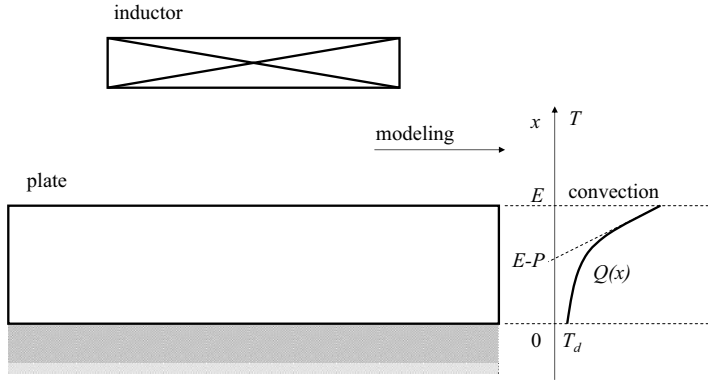 inductor
x T
modeling
plate
E convection
E-P
Q(x)
0 T_d